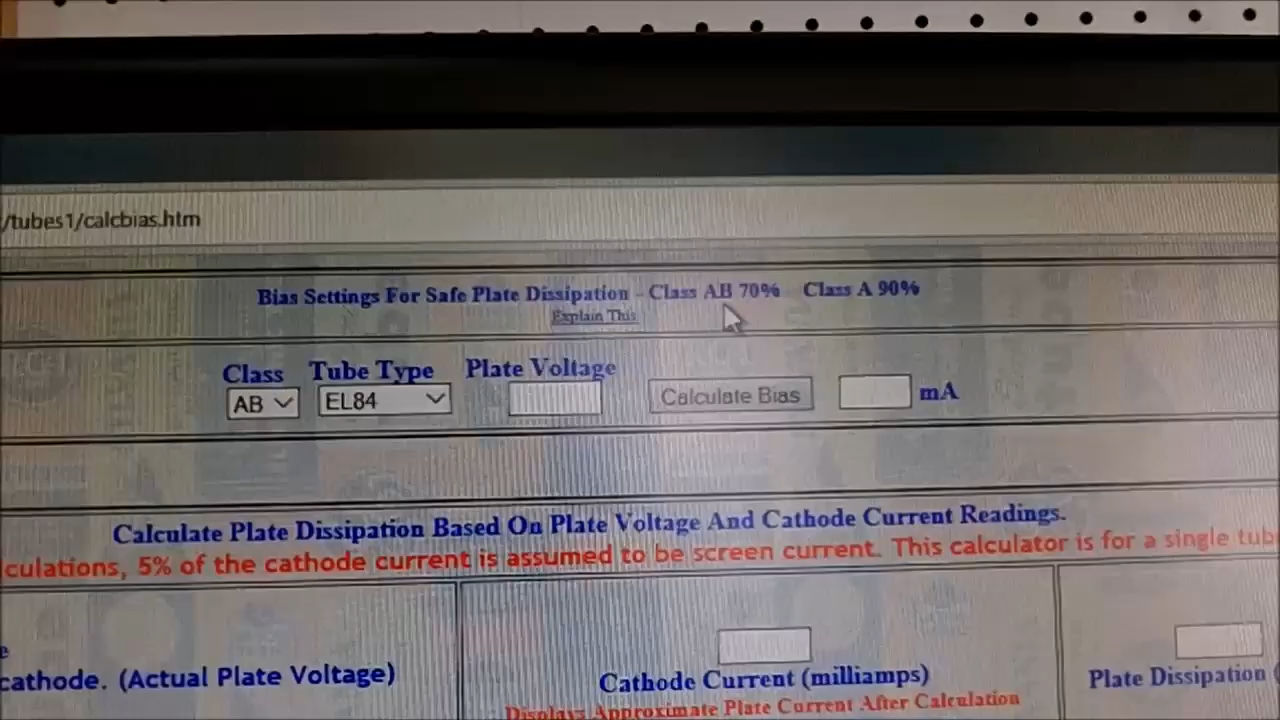 /tubes1/calcbias.htm
Bias Settings For Safe Plate Dissipation - Class AB 70% Class A 90%
Explain This
Class Tube Type Plate Voltage
AB EL84 Calculate Bias mA
Calculate Plate Dissipation Based On Plate Voltage And Cathode Current Readings.
culations, 5% of the cathode current is assumed to be screen current. This calculator is for a single tub
e
cathode. (Actual Plate Voltage)
Cathode Current (milliamps)
Plate Dissipation (
Displays Approximate Plate Current After Calculation